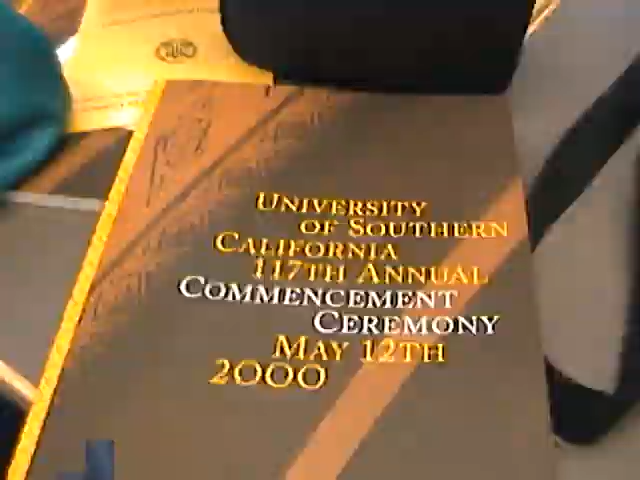 UNIVERSITY
OF SOUTHERN
CALIFORNIA
117TH ANNUAL
COMMENCEMENT
CEREMONY
MAY 12TH
2000